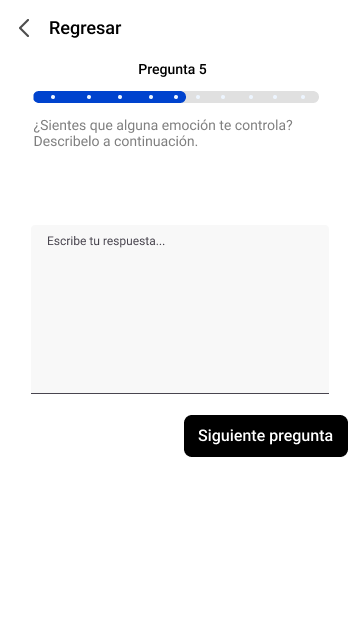 Regresar
Pregunta 5
¿Sientes que alguna emoción te controla?
Describelo a continuación.
Escribe tu respuesta...
Siguiente pregunta